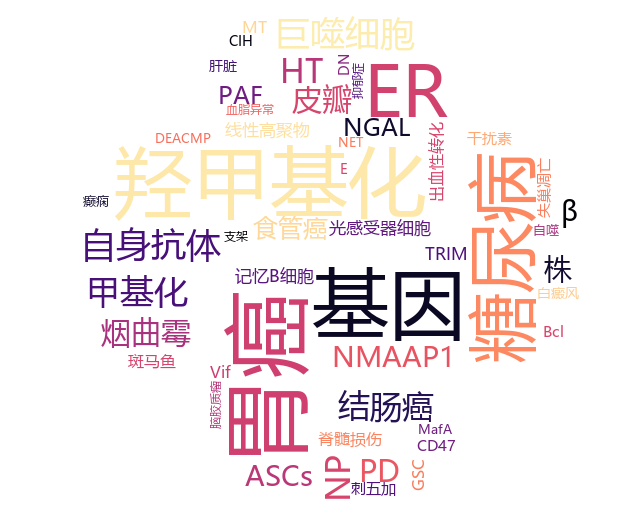 MT
巨噬细胞
CIH
肝脏
HT
DN
抑郁症
ER
PAF
皮瓣
血脂异常
NGAL
线性高聚物
DEACMP
NET
出血性转化
干扰素
羟甲基化
E
糖尿病
失巢凋亡
癫痫
β
食管癌
光感受器细胞
自噬
自身抗体
支架
TRIM
株
记忆B细胞
基因
甲基化
白癜风
胃癌
烟曲霉
Bcl
NMAAP1
斑马鱼
Vif
脑胶质瘤
结肠癌
MafA
脊髓损伤
CD47
ASCs
NP
PD
GSC
刺五加